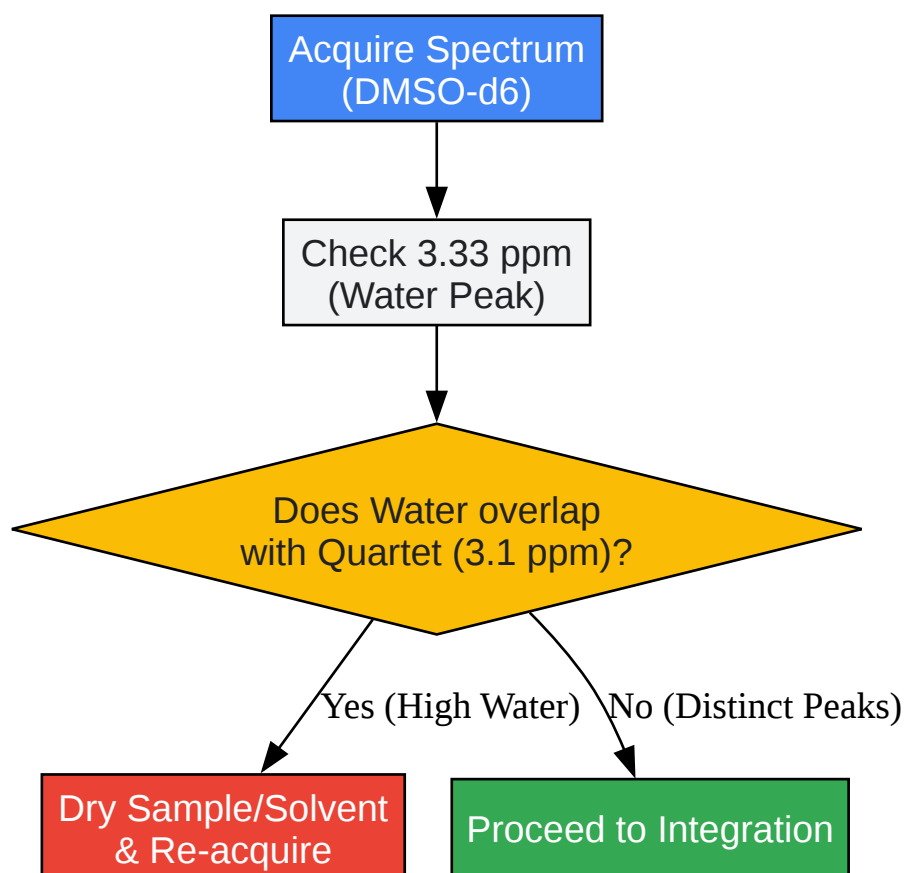 Acquire Spectrum
(DMSO-d6)
Check 3.33 ppm
(Water Peak)
Does Water overlap
with Quartet (3.1 ppm)?
Yes (High Water)
No (Distinct Peaks)
Dry Sample/Solvent
& Re-acquire
Proceed to Integration